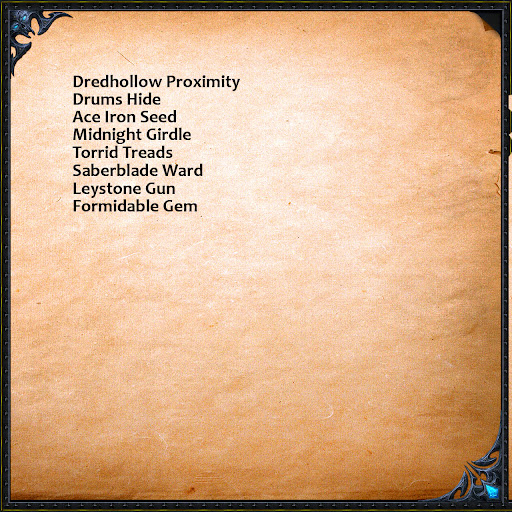 Dredhollow Proximity
Drums Hide
Ace Iron Seed
Midnight Girdle
Torrid Treads
Saberblade Ward
Leystone Gun
Formidable Gem